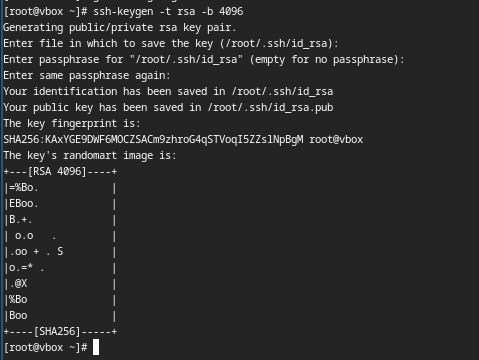 [root@vbox ~]# ssh-keygen -t rsa -b 4096
Generating public/private rsa key pair.
Enter file in which to save the key (/root/.ssh/id_rsa):
Enter passphrase for "/root/.ssh/id_rsa" (empty for no passphrase):
Enter same passphrase again:
Your identification has been saved in /root/.ssh/id_rsa
Your public key has been saved in /root/.ssh/id_rsa.pub
The key fingerprint is:
SHA256:KAxYGE9DWF6MOCZSACm9zhroG4qSTVoqI5ZZslNpBgM root@vbox
The key's randomart image is:
+---[RSA 4096]----+
|=%Bo.            |
|EBoo.            |
|B.+.             |
| o.o   .         |
|.oo + . S        |
|o.=* .           |
|.@X              |
|%Bo              |
|Boo              |
+----[SHA256]-----+
[root@vbox ~]#